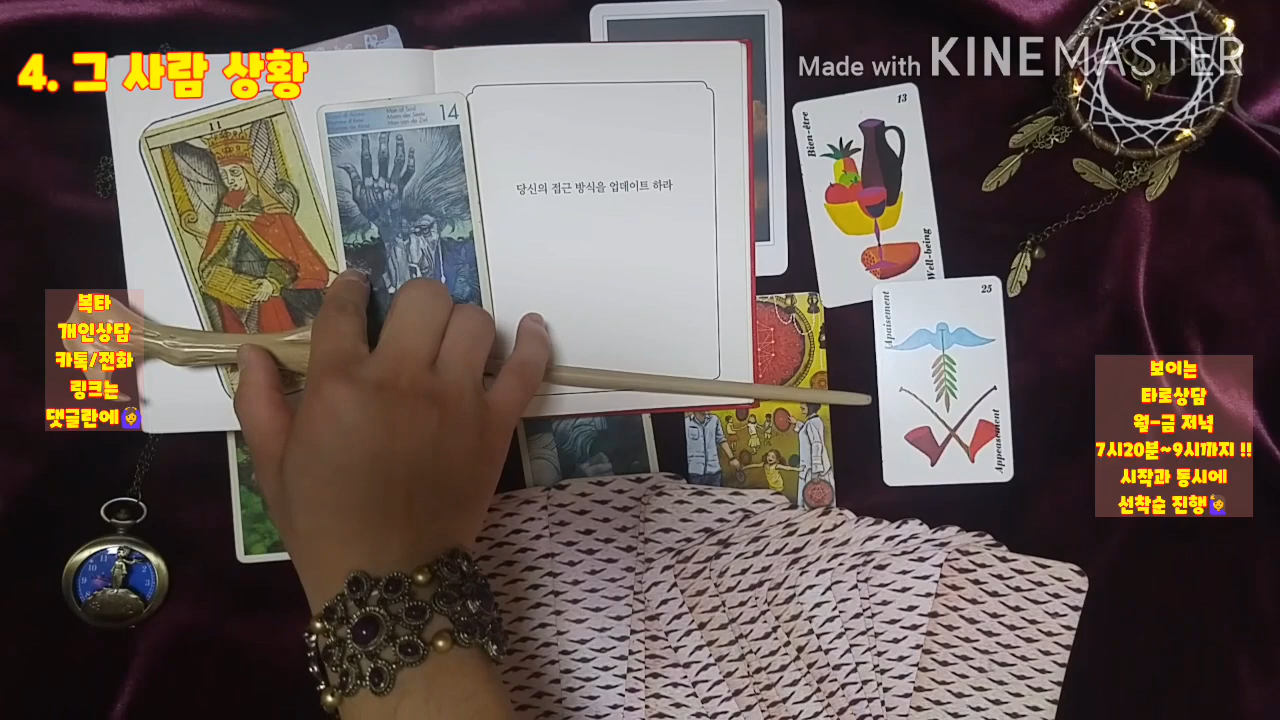 4. 그 사람 상황
Made with KINEMASTER
11
14
당신의 접근 방식을 업데이트 하라
13
Bien-être
Well-being
25
Apaisement
Appeasement
복타
개인상담
카톡/전화
링크는
댓글란에🙆‍♀️
보이는
타로상담
월-금 저녁
7시20분~9시까지 !!
시작과 동시에
선착순 진행🙋‍♀️